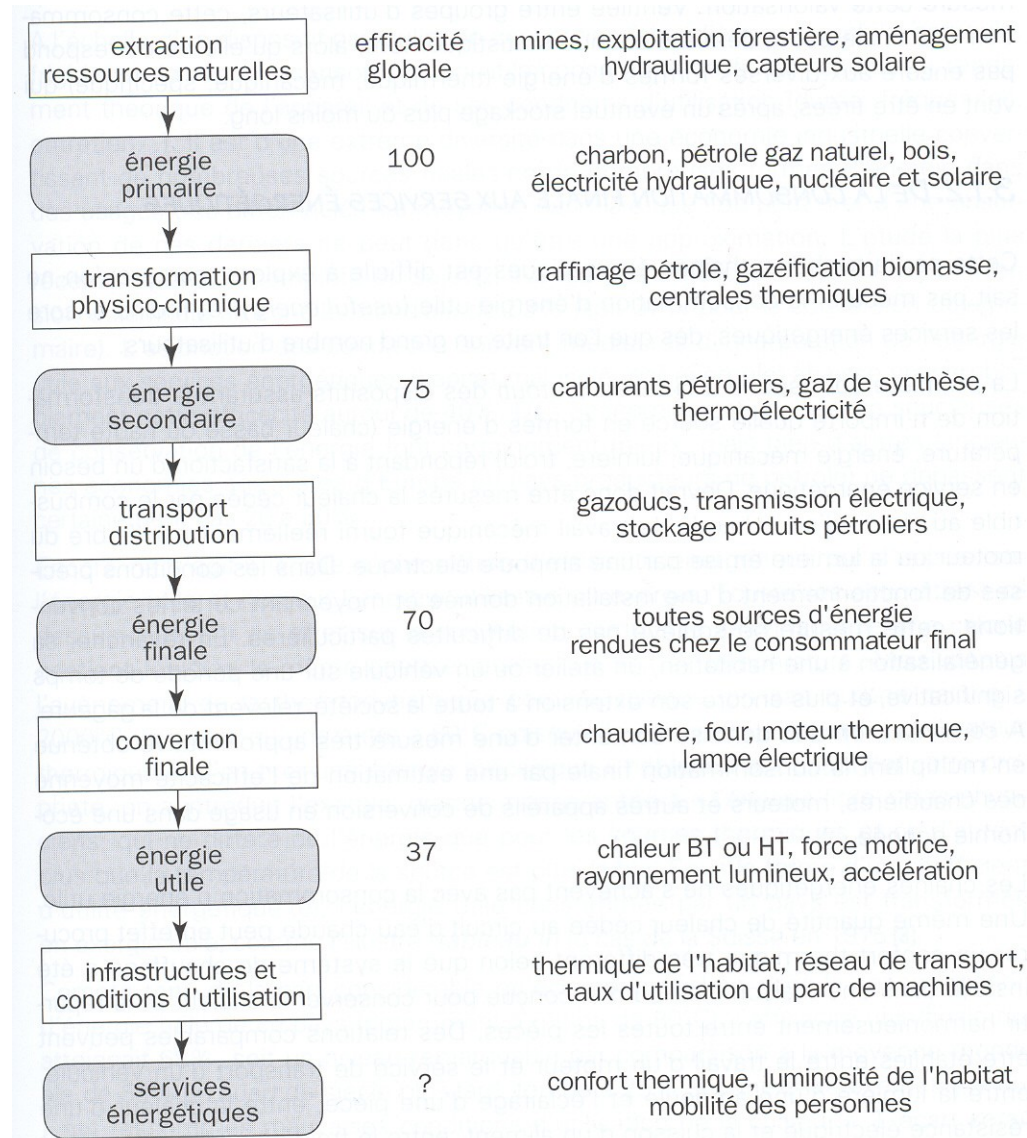 extraction
ressources naturelles
efficacité
globale
mines, exploitation forestière, aménagement
hydraulique, capteurs solaire
énergie
primaire
100
charbon, pétrole gaz naturel, bois,
électricité hydraulique, nucléaire et solaire
transformation
physico-chimique
raffinage pétrole, gazéification biomasse,
centrales thermiques
énergie
secondaire
75
carburants pétroliers, gaz de synthèse,
thermo-électricité
transport
distribution
gazoducs, transmission électrique,
stockage produits pétroliers
énergie
finale
70
toutes sources d'énergie
rendues chez le consommateur final
convertion
finale
chaudière, four, moteur thermique,
lampe électrique
énergie
utile
37
chaleur BT ou HT, force motrice,
rayonnement lumineux, accélération
infrastructures et
conditions d'utilisation
thermique de l'habitat, réseau de transport,
taux d'utilisation du parc de machines
services
énergétiques
?
confort thermique, luminosité de l'habitat
mobilité des personnes